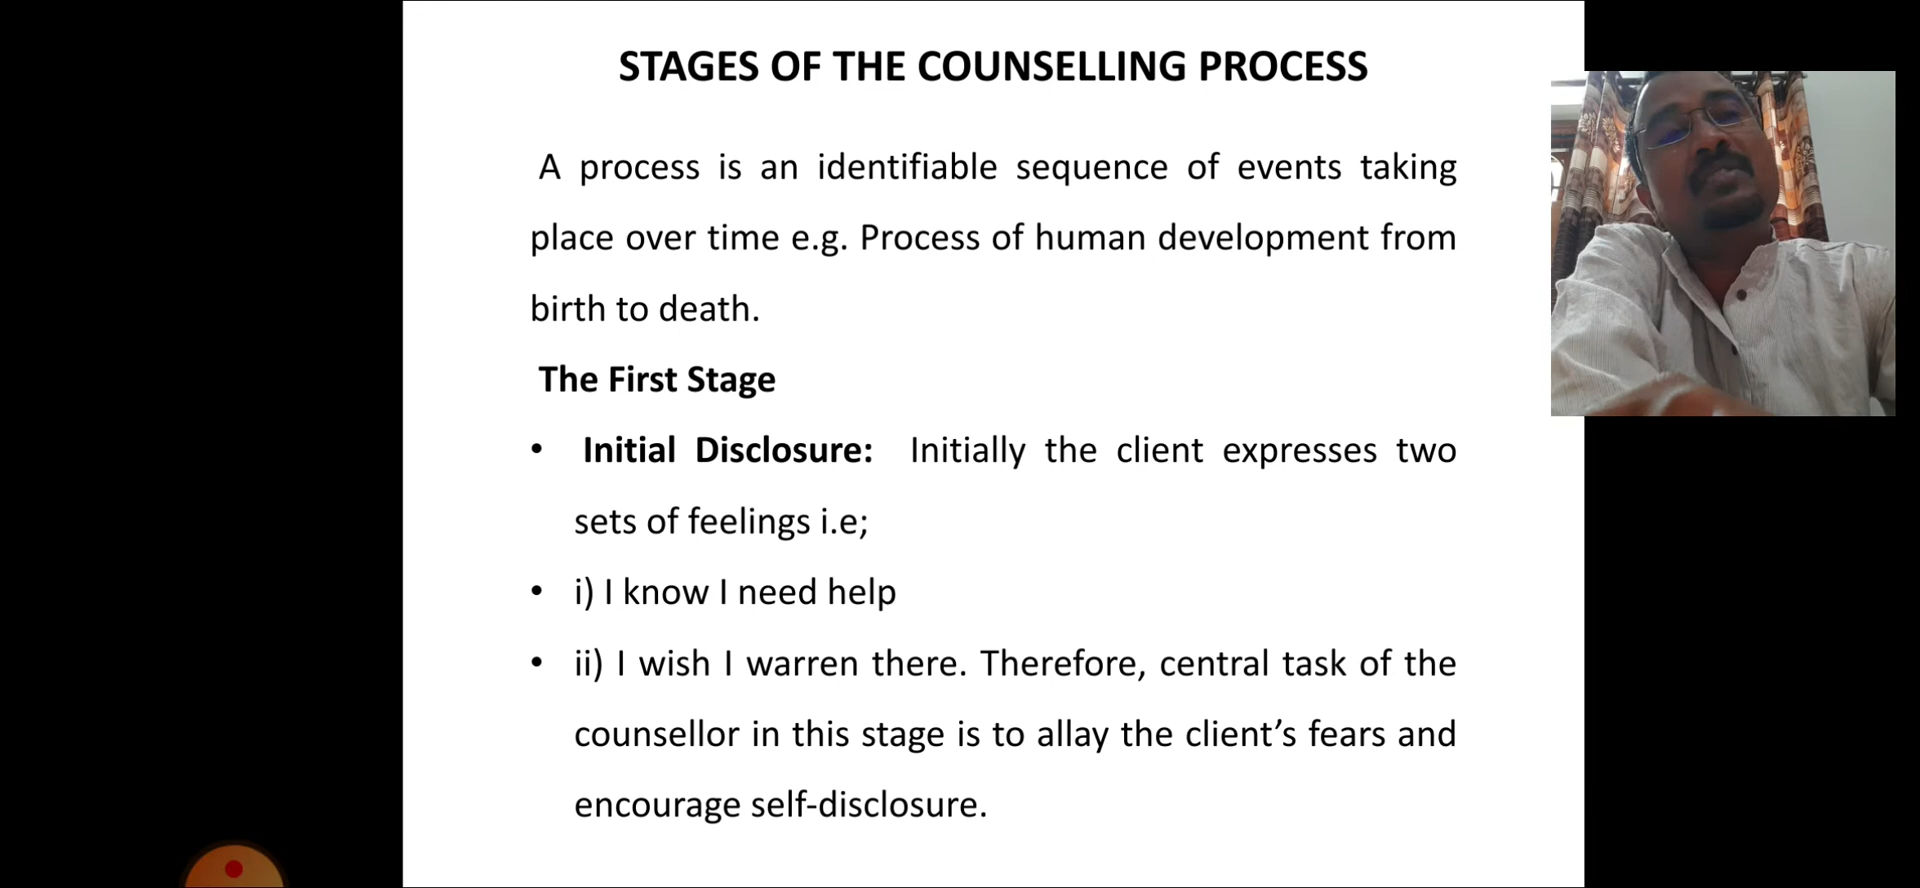 STAGES OF THE COUNSELLING PROCESS
A process is an identifiable sequence of events taking
place over time e.g. Process of human development from
birth to death.
The First Stage
• Initial Disclosure: Initially the client expresses two
sets of feelings i.e;
• i) I know I need help
• ii) I wish I warren there. Therefore, central task of the
counsellor in this stage is to allay the client’s fears and
encourage self-disclosure.